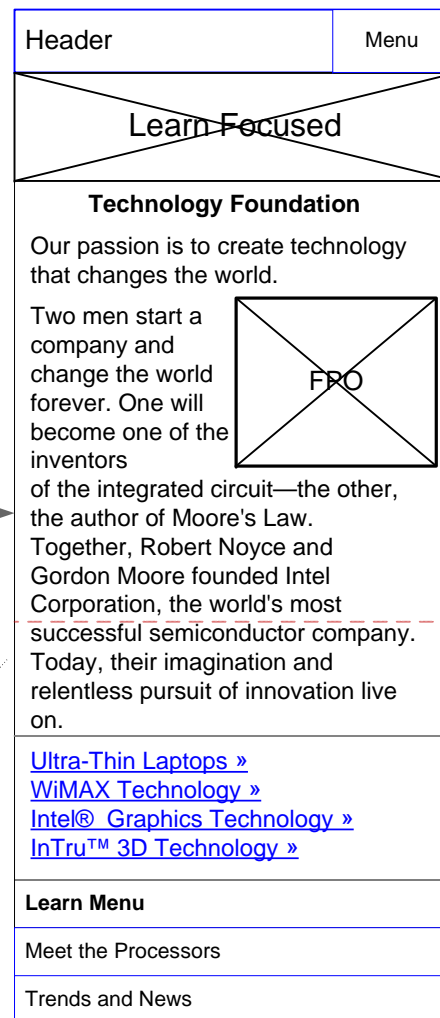 Header
Menu
Learn Focused
Technology Foundation
Our passion is to create technology
that changes the world.
Two men start a
company and
change the world
forever. One will
become one of the
inventors
FPO
of the integrated circuit—the other,
the author of Moore's Law.
Together, Robert Noyce and
Gordon Moore founded Intel
Corporation, the world's most
successful semiconductor company.
Today, their imagination and
relentless pursuit of innovation live
on.
Ultra-Thin Laptops »
WiMAX Technology »
Intel®  Graphics Technology »
InTru™ 3D Technology »
Learn Menu
Meet the Processors
Trends and News